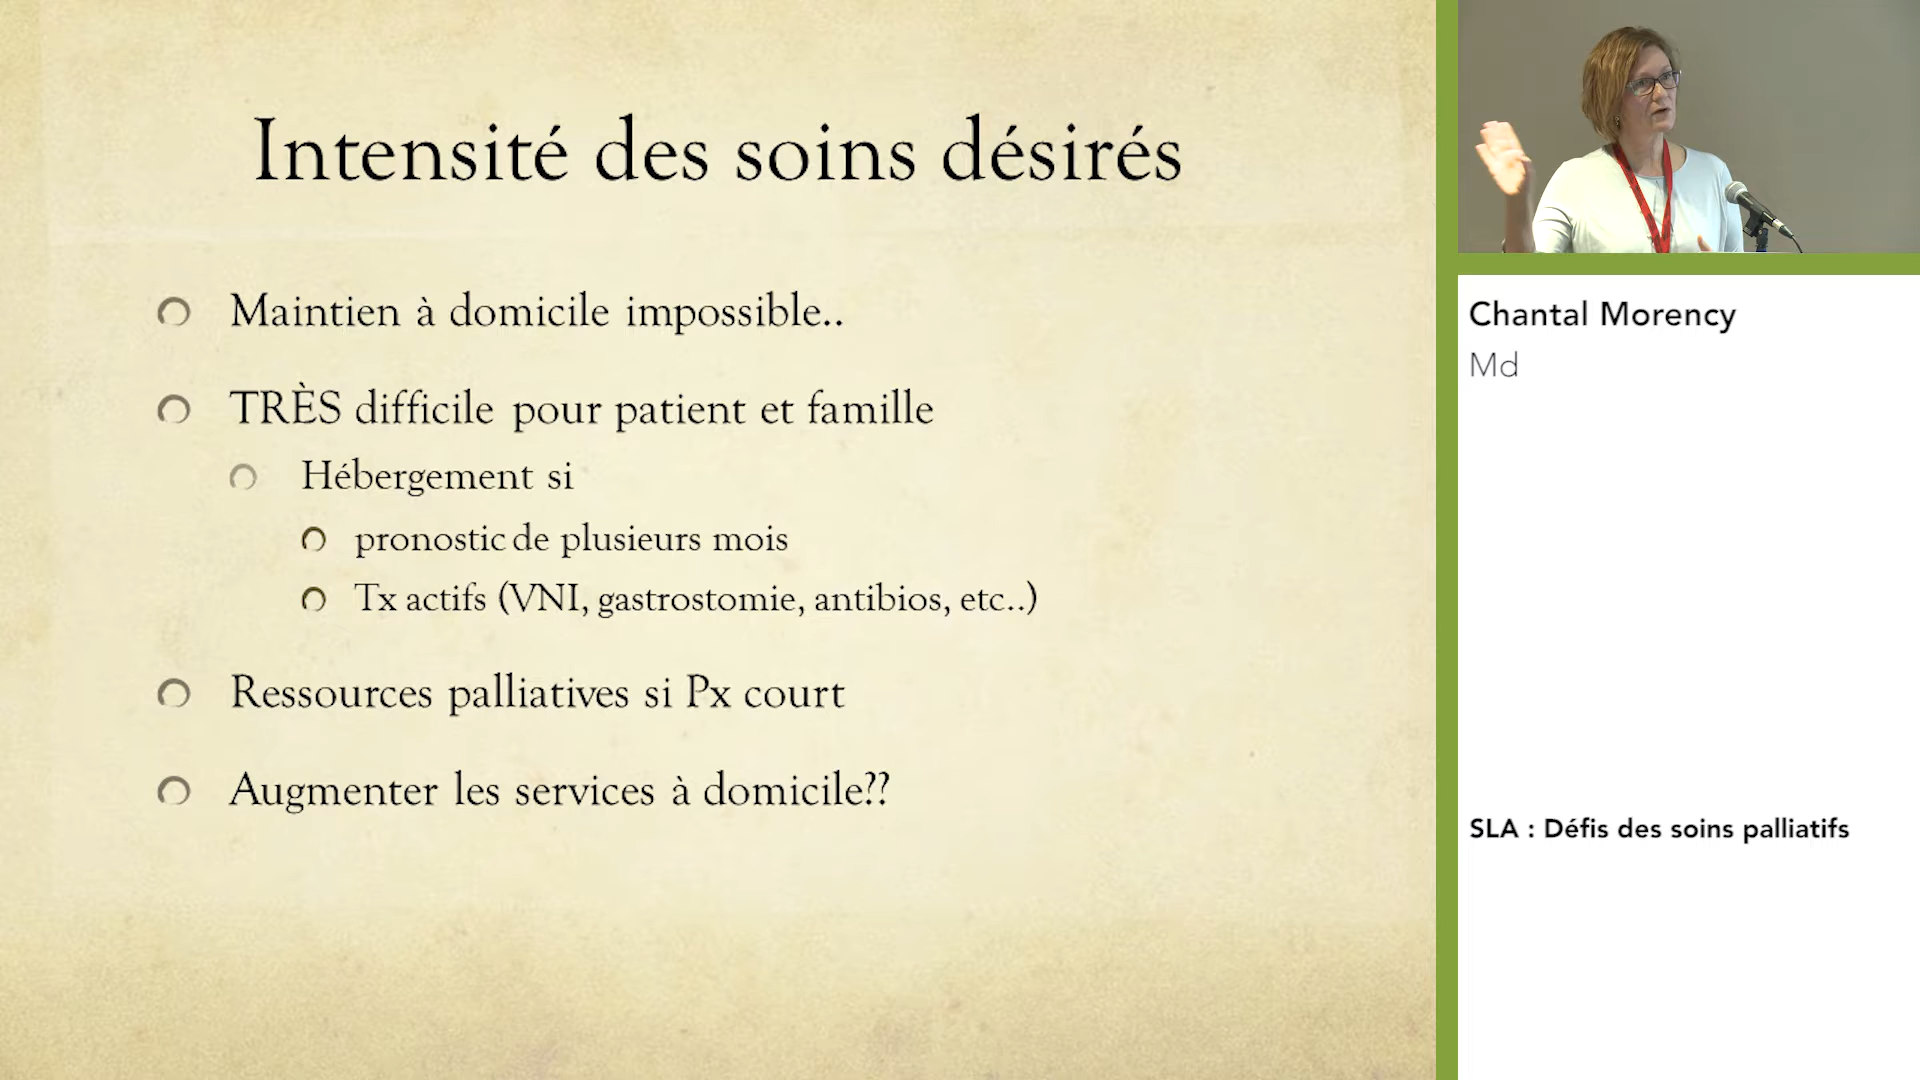 Intensité des soins désirés
Maintien à domicile impossible..
TRÈS difficile pour patient et famille
Hébergement si
pronostic de plusieurs mois
Tx actifs (VNI, gastrostomie, antibios, etc..)
Ressources palliatives si Px court
Augmenter les services à domicile??
Chantal Morency
Md
SLA : Défis des soins palliatifs